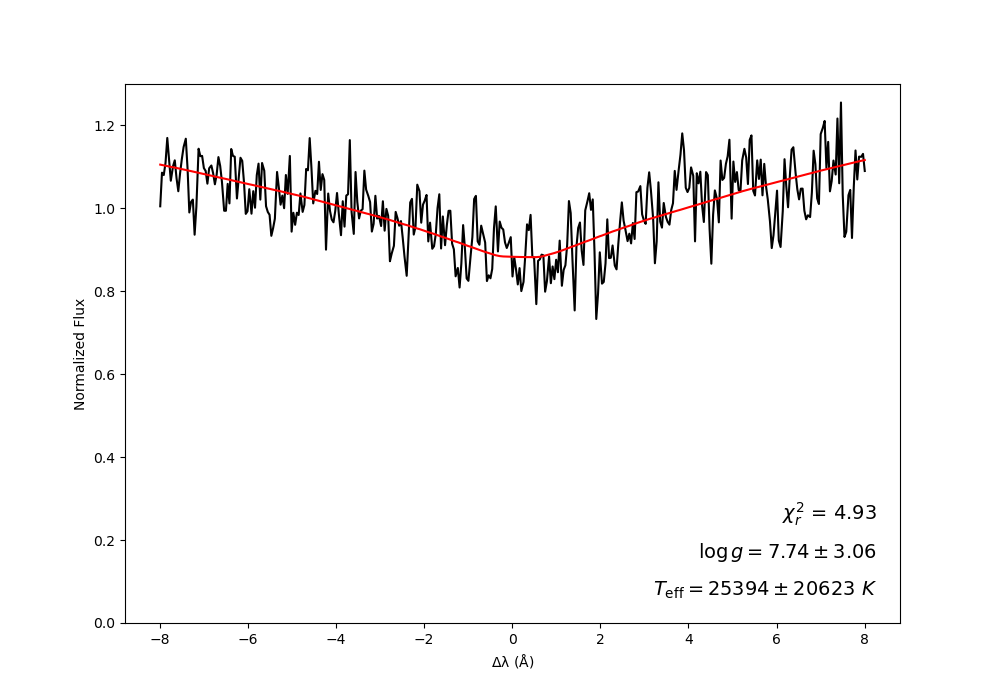 1.2
1.0
0.8
0.6
0.4
0.2
0.0
Normalized Flux
χ²ᵣ = 4.93
log g = 7.74 ± 3.06
T_eff = 25394 ± 20623 K
−8 −6 −4 −2 0 2 4 6 8
Δλ (Å)